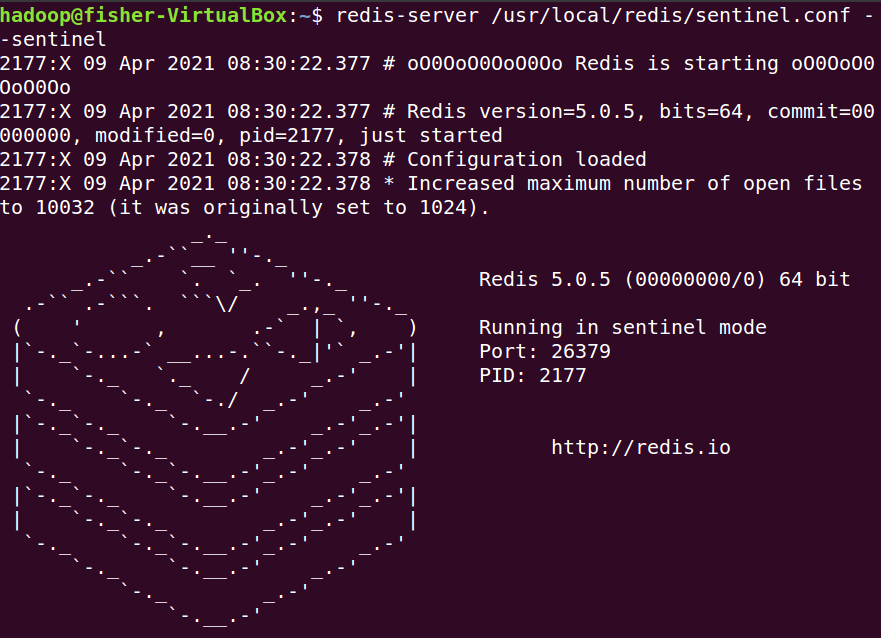 hadoop@fisher-VirtualBox:~$ redis-server /usr/local/redis/sentinel.conf -
-sentinel
2177:X 09 Apr 2021 08:30:22.377 # oO0OoO0OoO0Oo Redis is starting oO0OoO0
OoO0Oo
2177:X 09 Apr 2021 08:30:22.377 # Redis version=5.0.5, bits=64, commit=00
000000, modified=0, pid=2177, just started
2177:X 09 Apr 2021 08:30:22.378 # Configuration loaded
2177:X 09 Apr 2021 08:30:22.378 * Increased maximum number of open files
to 10032 (it was originally set to 1024).
Redis 5.0.5 (00000000/0) 64 bit
Running in sentinel mode
Port: 26379
PID: 2177
http://redis.io